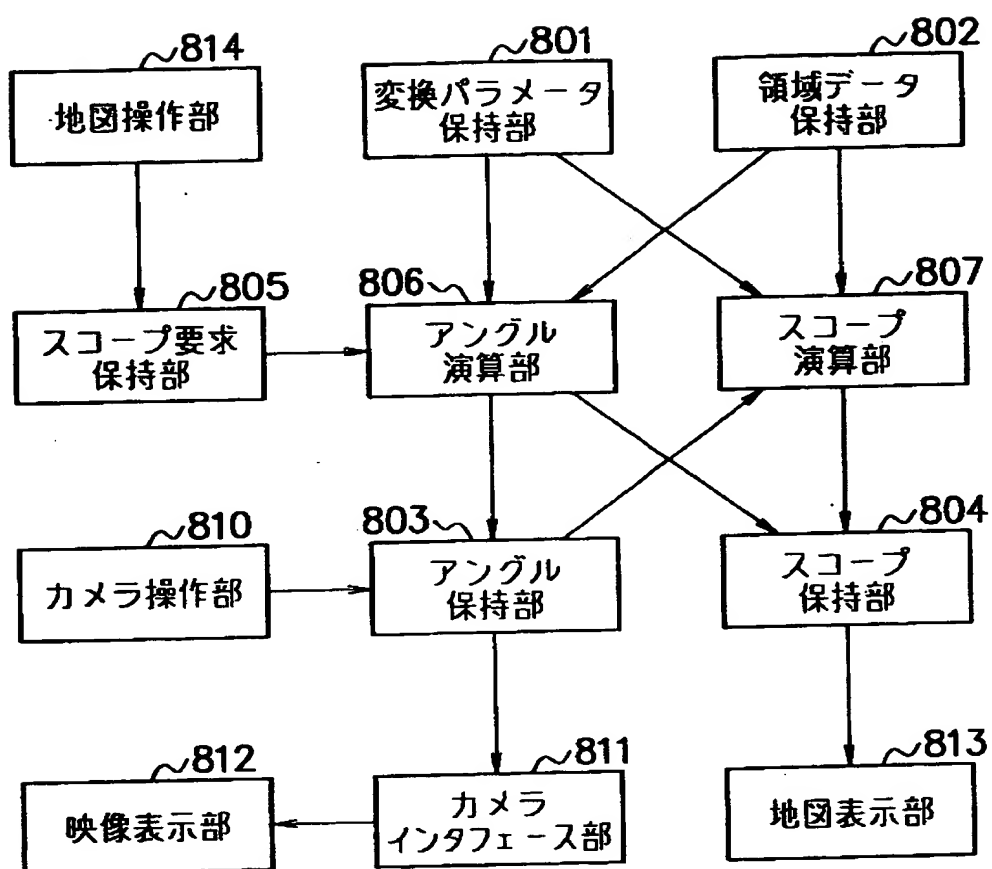 814
地図操作部
801
変換パラメータ
保持部
802
領域データ
保持部
805
スコープ要求
保持部
806
アングル
演算部
807
スコープ
演算部
810
カメラ操作部
803
アングル
保持部
804
スコープ
保持部
812
映像表示部
811
カメラ
インタフェース部
813
地図表示部